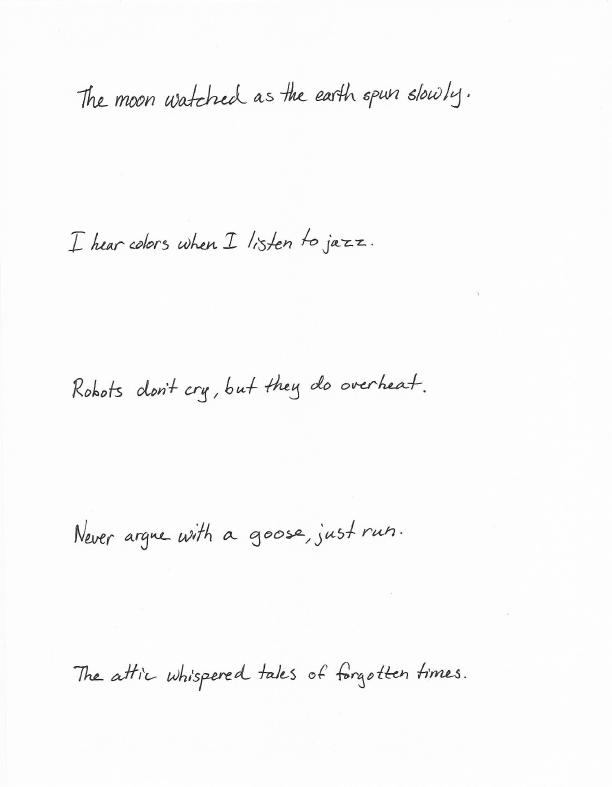 The moon watched as the earth spun slowly.
I hear colors when I listen to jazz.
Robots don't cry, but they do overheat.
Never argue with a goose, just run.
The attic whispered tales of forgotten times.